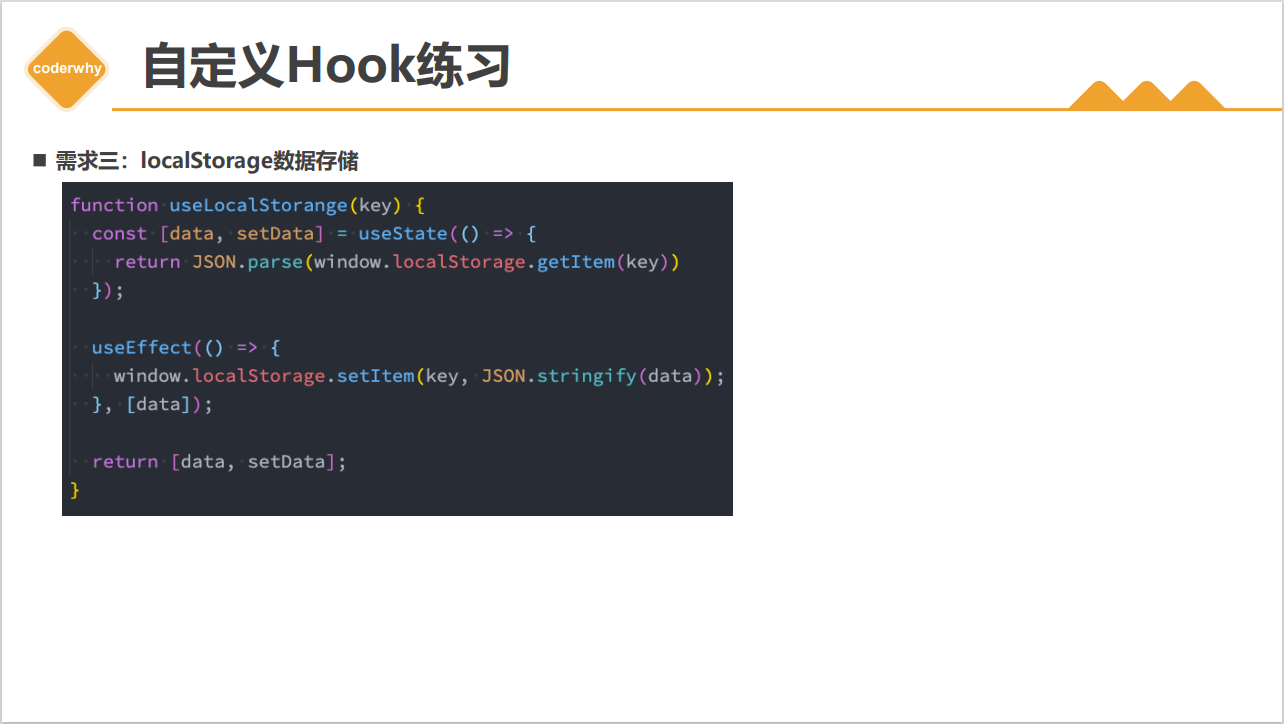 coderwhy
自定义Hook练习
需求三：localStorage数据存储
function useLocalStorange(key) {
  const [data, setData] = useState(() => {
    return JSON.parse(window.localStorage.getItem(key))
  });
  useEffect(() => {
    window.localStorage.setItem(key, JSON.stringify(data));
  }, [data]);
  return [data, setData];
}